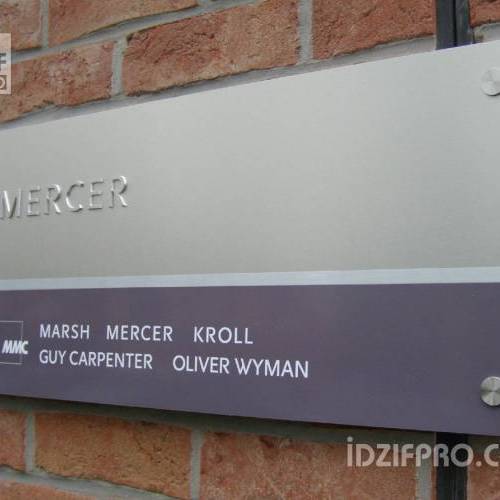 MERCER
MMC
MARSH MERCER KROLL
GUY CARPENTER OLIVER WYMAN
iDZIFPRO.C